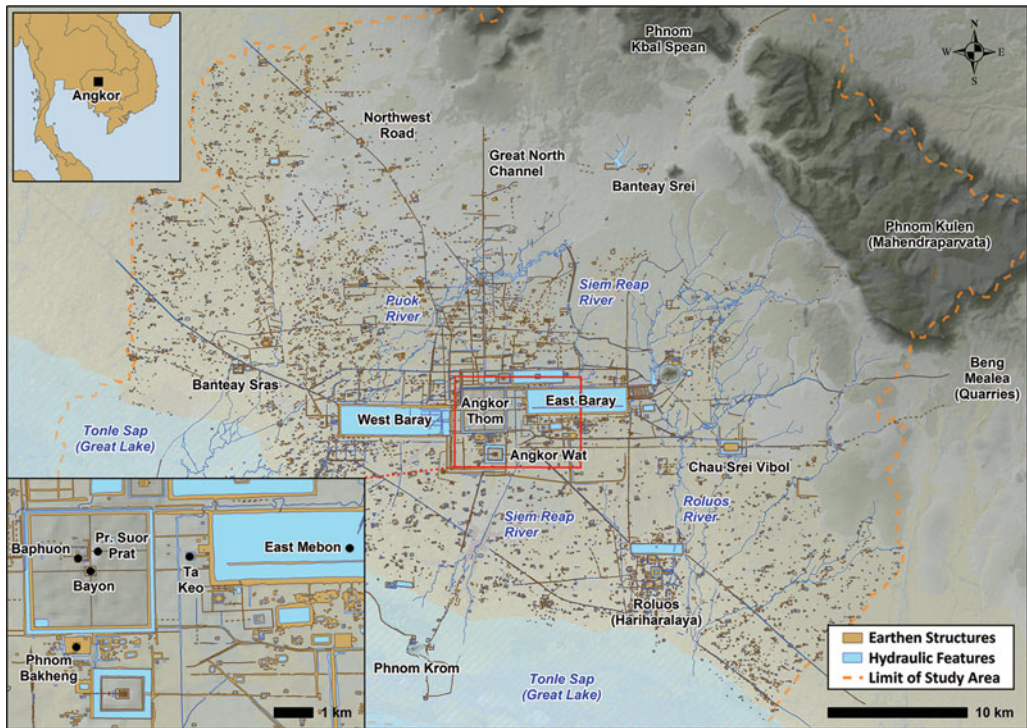 Angkor
Phnom
Kbal Spean
N
W
E
S
Northwest
Road
Great North
Channel
Banteay Srei
Phnom Kulen
(Mahendraparvata)
Puok
River
Siem Reap
River
Banteay Sras
Beng
Mealea
(Quarries)
West Baray
Angkor
Thom
East Baray
Tonle Sap
(Great Lake)
Angkor Wat
Chau Srei Vibol
Siem Reap
River
Roluos
River
Roluos
(Hariharalaya)
Phnom Krom
Tonle Sap
(Great Lake)
Baphuon
Pr. Suor
Prat
Bayon
Ta
Keo
East Mebon
Phnom
Bakheng
1 km
Earthen Structures
Hydraulic Features
Limit of Study Area
10 km